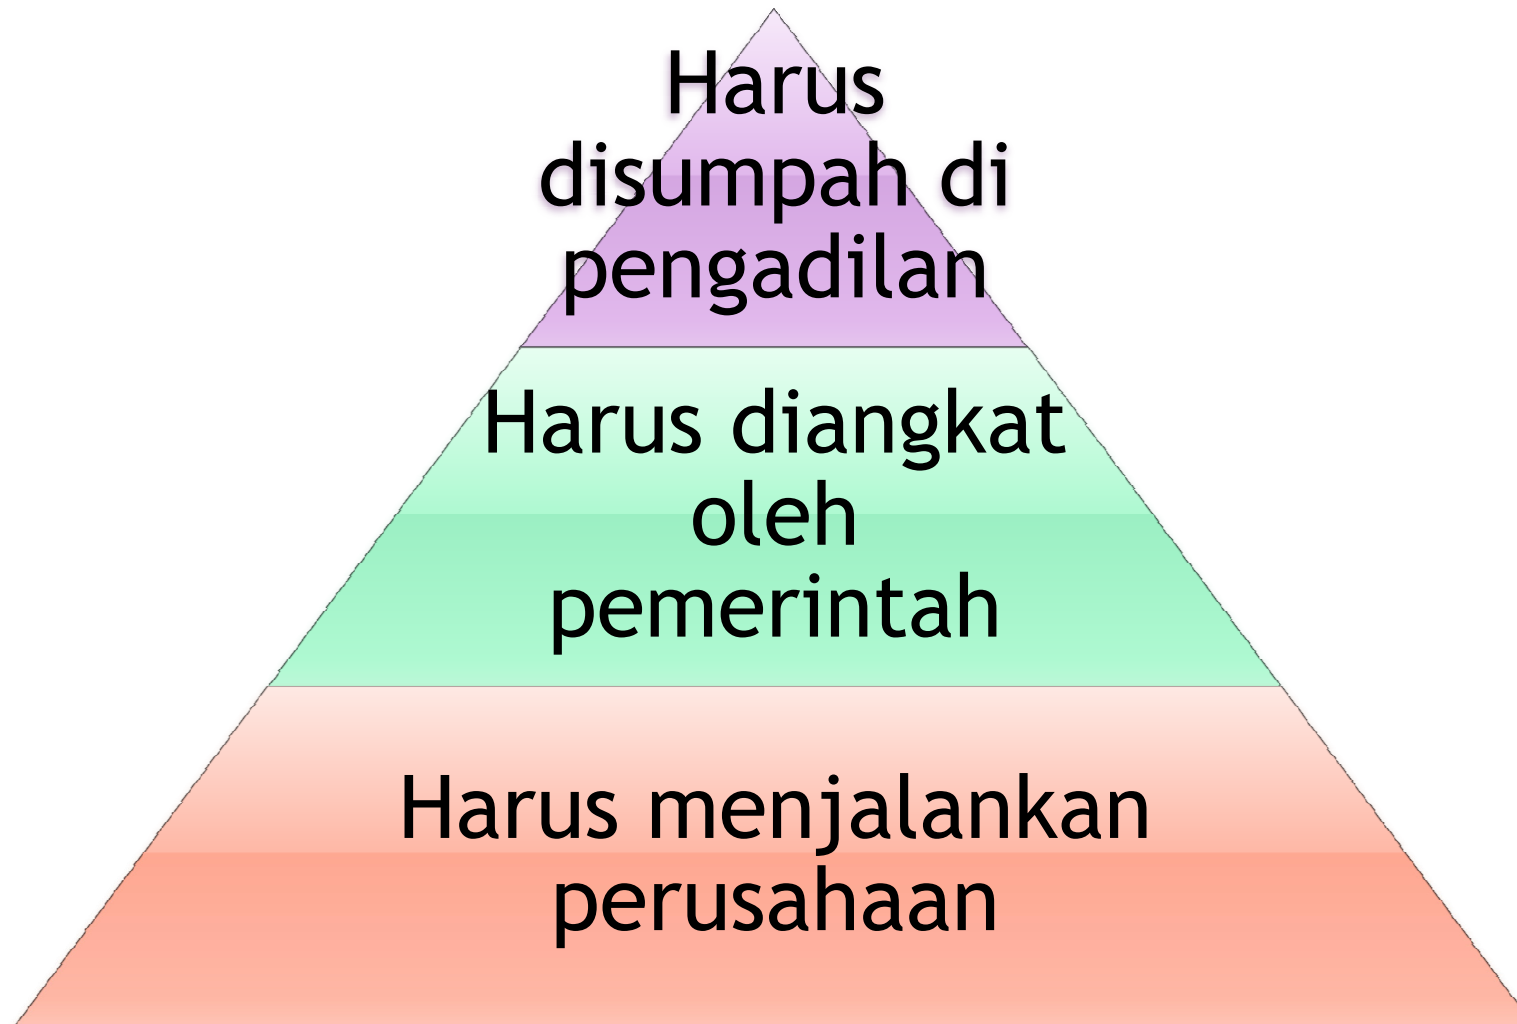 Harus
disumpah di
pengadilan
Harus diangkat
oleh
pemerintah
Harus menjalankan
perusahaan